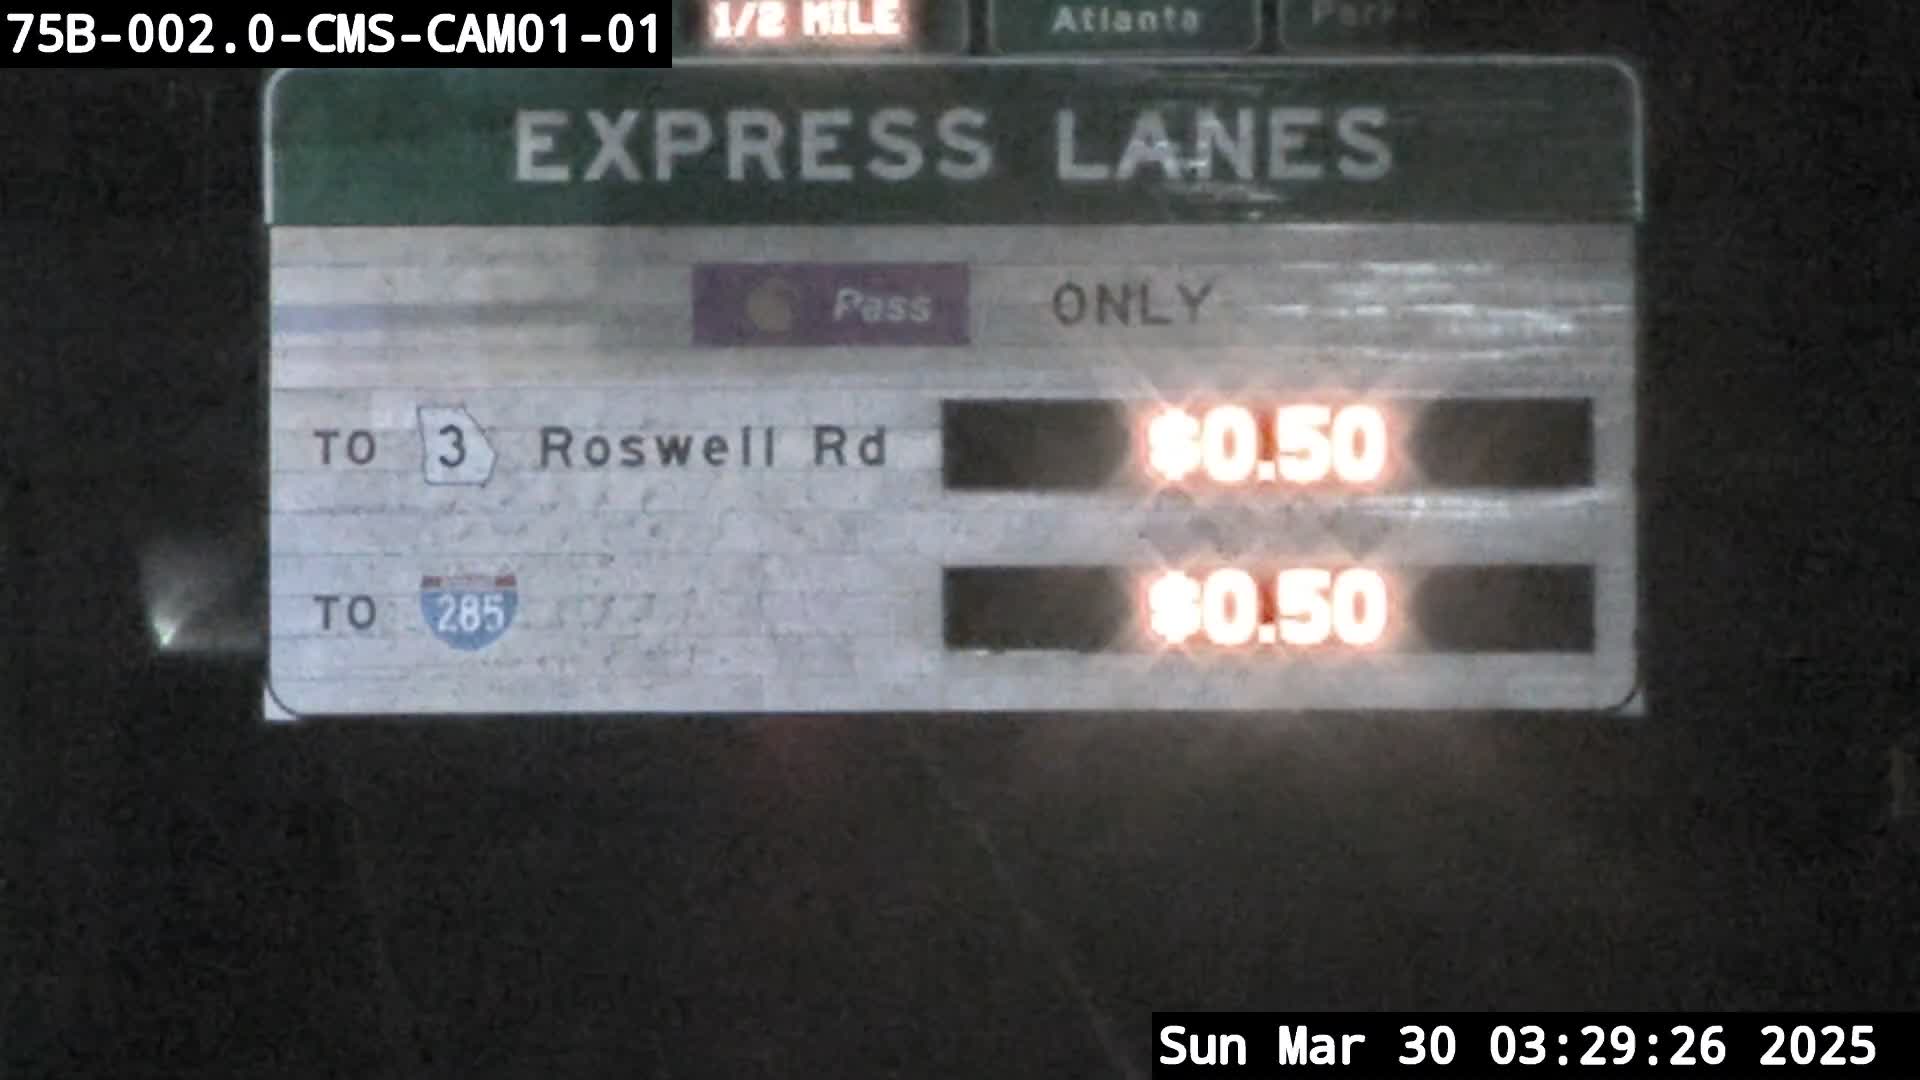 75B-002.0-CMS-CAM01-01
1/2 MILE
Atlanta
EXPRESS LANES
Pass ONLY
TO 3 Roswell Rd $0.50
TO 285 $0.50
Sun Mar 30 03:29:26 2025